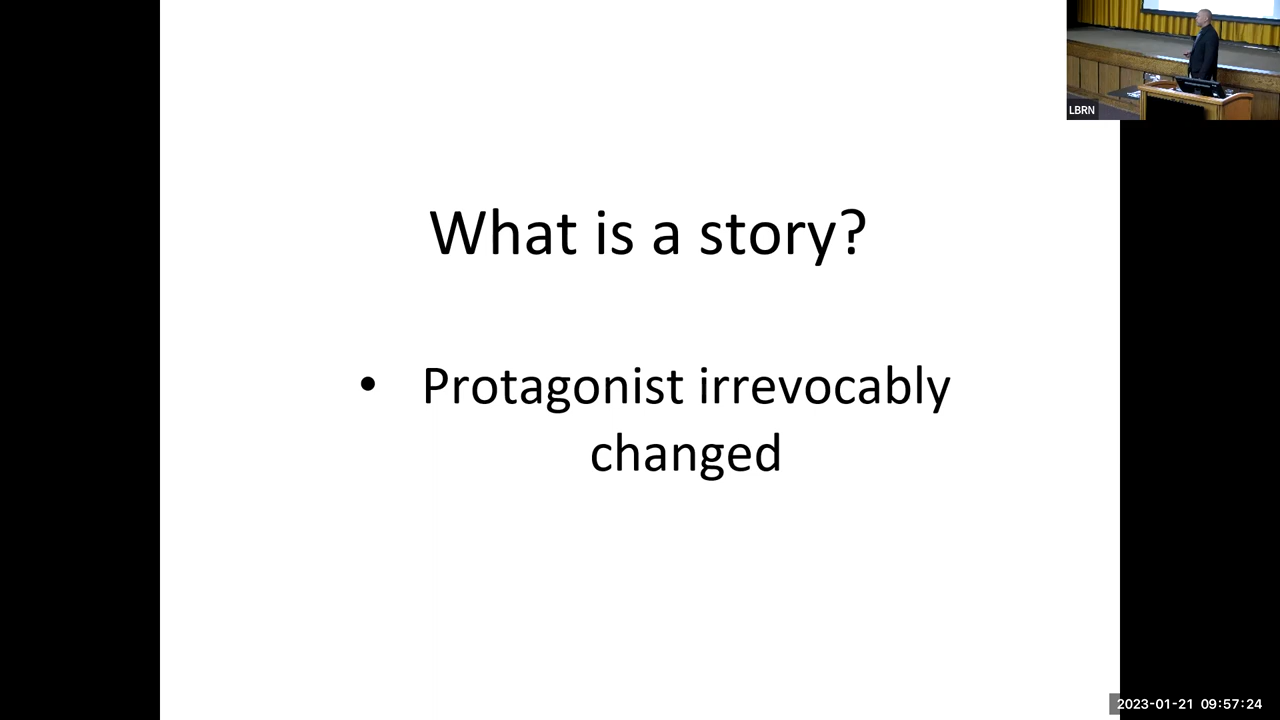 LBRN
What is a story?
• Protagonist irrevocably
changed
2023-01-21 09:57:24